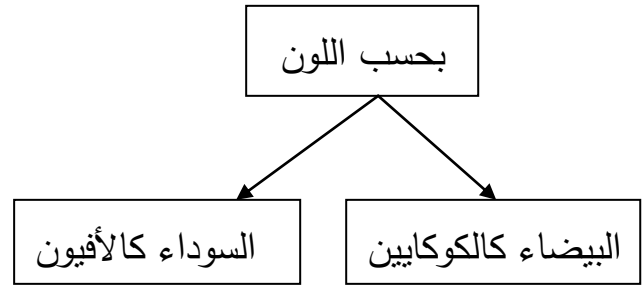 بحسب اللون
البيضاء كالكوكايين
السوداء كالأفيون